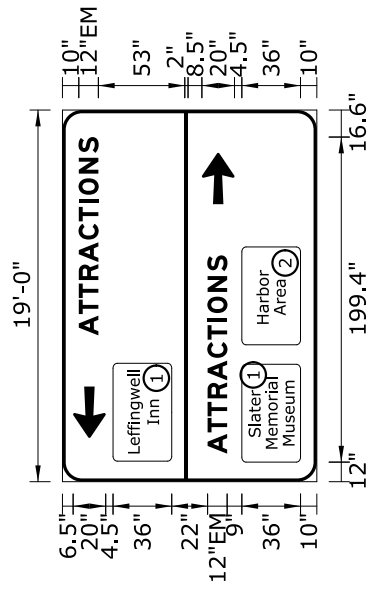 19'-0"
10"
12"EM
53"
2"
8.5"
20"
4.5"
36"
10"
6.5"
20"
4.5"
36"
22"
12"EM
9"
36"
10"
ATTRACTIONS
Leffingwell
Inn 1
ATTRACTIONS
Slater 1
Memorial
Museum
Harbor
Area 2
12"
199.4"
16.6"